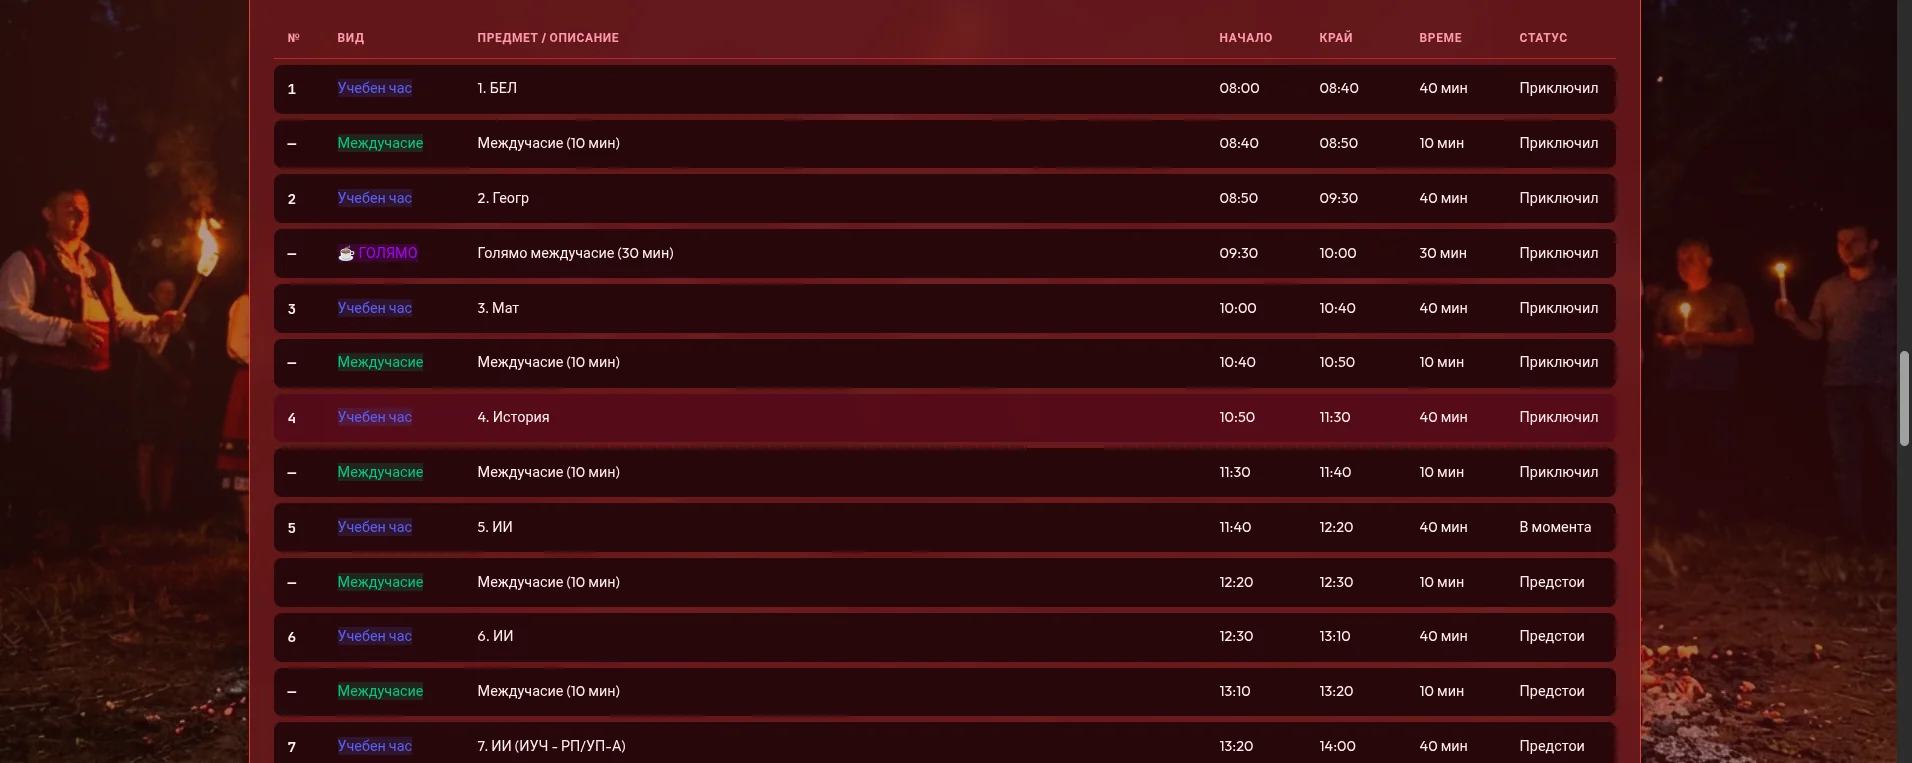 № ВИД ПРЕДМЕТ / ОПИСАНИЕ НАЧАЛО КРАЙ ВРЕМЕ СТАТУС
1 Учебен час 1. БЕЛ 08:00 08:40 40 мин Приключил
– Междучасие Междучасие (10 мин) 08:40 08:50 10 мин Приключил
2 Учебен час 2. Геогр 08:50 09:30 40 мин Приключил
– ☕ ГОЛЯМО Голямо междучасие (30 мин) 09:30 10:00 30 мин Приключил
3 Учебен час 3. Мат 10:00 10:40 40 мин Приключил
– Междучасие Междучасие (10 мин) 10:40 10:50 10 мин Приключил
4 Учебен час 4. История 10:50 11:30 40 мин Приключил
– Междучасие Междучасие (10 мин) 11:30 11:40 10 мин Приключил
5 Учебен час 5. ИИ 11:40 12:20 40 мин В момента
– Междучасие Междучасие (10 мин) 12:20 12:30 10 мин Предстои
6 Учебен час 6. ИИ 12:30 13:10 40 мин Предстои
– Междучасие Междучасие (10 мин) 13:10 13:20 10 мин Предстои
7 Учебен час 7. ИИ (ИУЧ - РП/УП-А) 13:20 14:00 40 мин Предстои